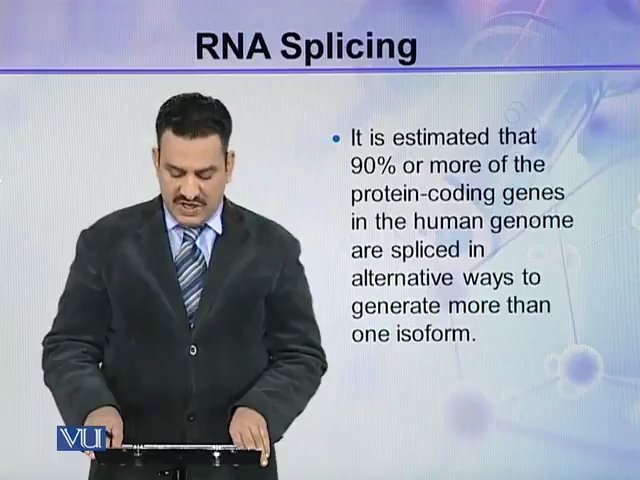 RNA Splicing
• It is estimated that
90% or more of the
protein-coding genes
in the human genome
are spliced in
alternative ways to
generate more than
one isoform.
VU